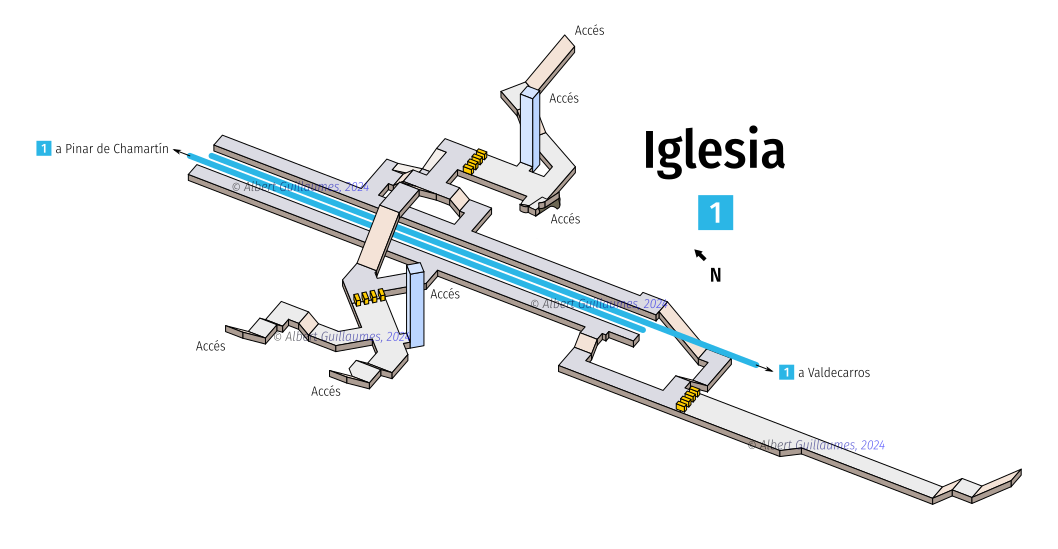 Accés
Accés
Iglesia
1 a Pinar de Chamartín
© Albert Guillaumes, 2024
1
Accés
N
Accés
© Albert Guillaumes, 2024
© Albert Guillaumes, 2024
Accés
1 a Valdecarros
Accés
© Albert Guillaumes, 2024